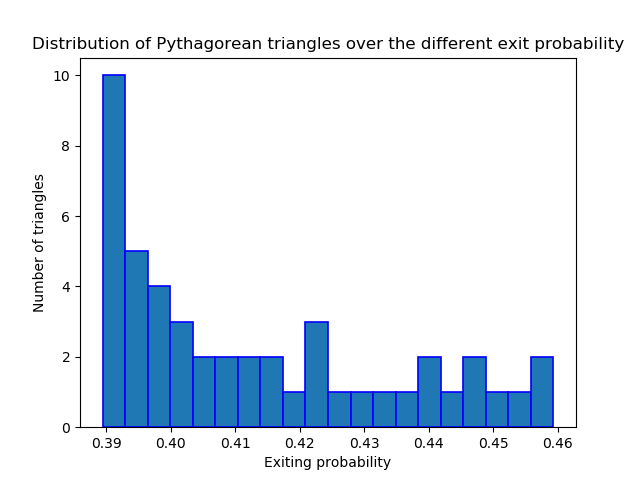 Distribution of Pythagorean triangles over the different exit probability
10
8
6
4
2
0
Number of triangles
0.39 0.40 0.41 0.42 0.43 0.44 0.45 0.46
Exiting probability